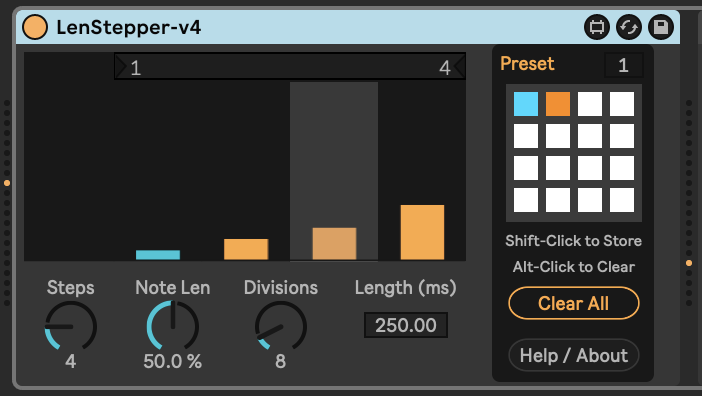 LenStepper-v4
1 4
Preset 1
Shift-Click to Store
Alt-Click to Clear
Clear All
Help / About
Steps Note Len Divisions Length (ms)
250.00
4 50.0 % 8